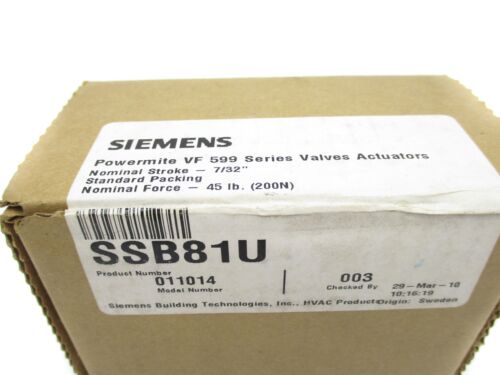 SIEMENS
Powermite VF 599 Series Valves Actuators
Nominal Stroke - 7/32"
Standard Packing
Nominal Force - 45 lb. (200N)
SSB81U
Product Number
011014
Model Number
003
Checked By
29-Mar-10
10:16:19
Siemens Building Technologies, Inc., HVAC Products
Origin: Sweden